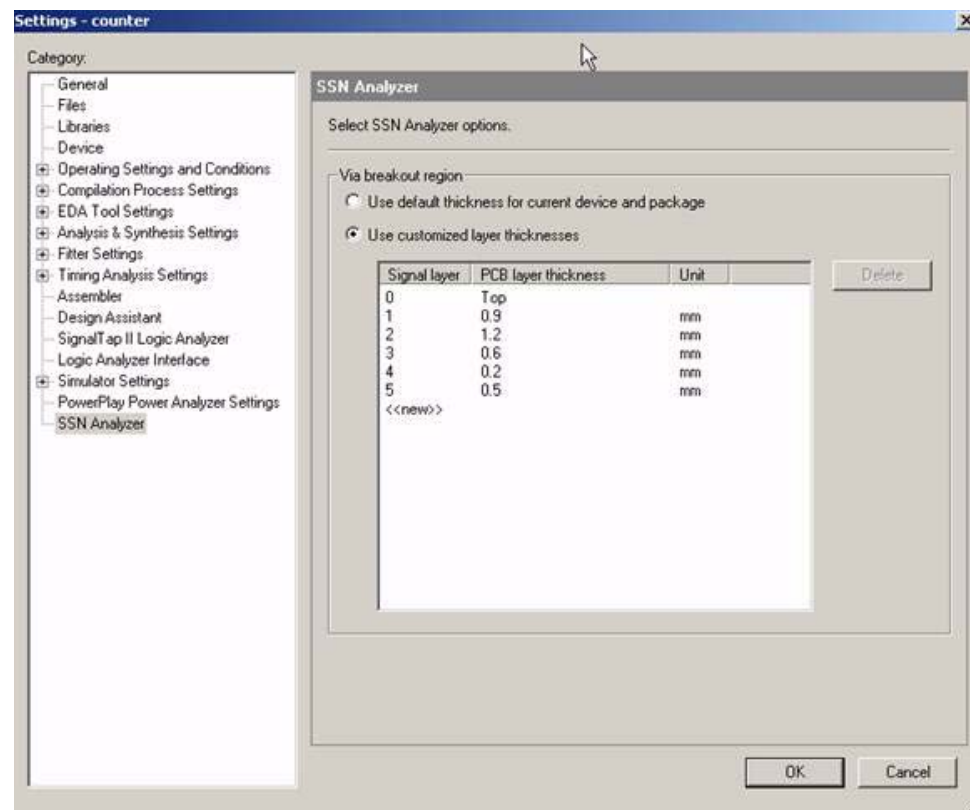 Settings - counter
Category:
General
Files
Libraries
Device
Operating Settings and Conditions
Compilation Process Settings
EDA Tool Settings
Analysis & Synthesis Settings
Fitter Settings
Timing Analysis Settings
Assembler
Design Assistant
SignalTap II Logic Analyzer
Logic Analyzer Interface
Simulator Settings
PowerPlay Power Analyzer Settings
SSN Analyzer
SSN Analyzer
Select SSN Analyzer options.
Via breakout region
Use default thickness for current device and package
Use customized layer thicknesses
Signal layer PCB layer thickness Unit
0 Top
1 0.9 mm
2 1.2 mm
3 0.6 mm
4 0.2 mm
5 0.5 mm
<<new>>
Delete
OK Cancel